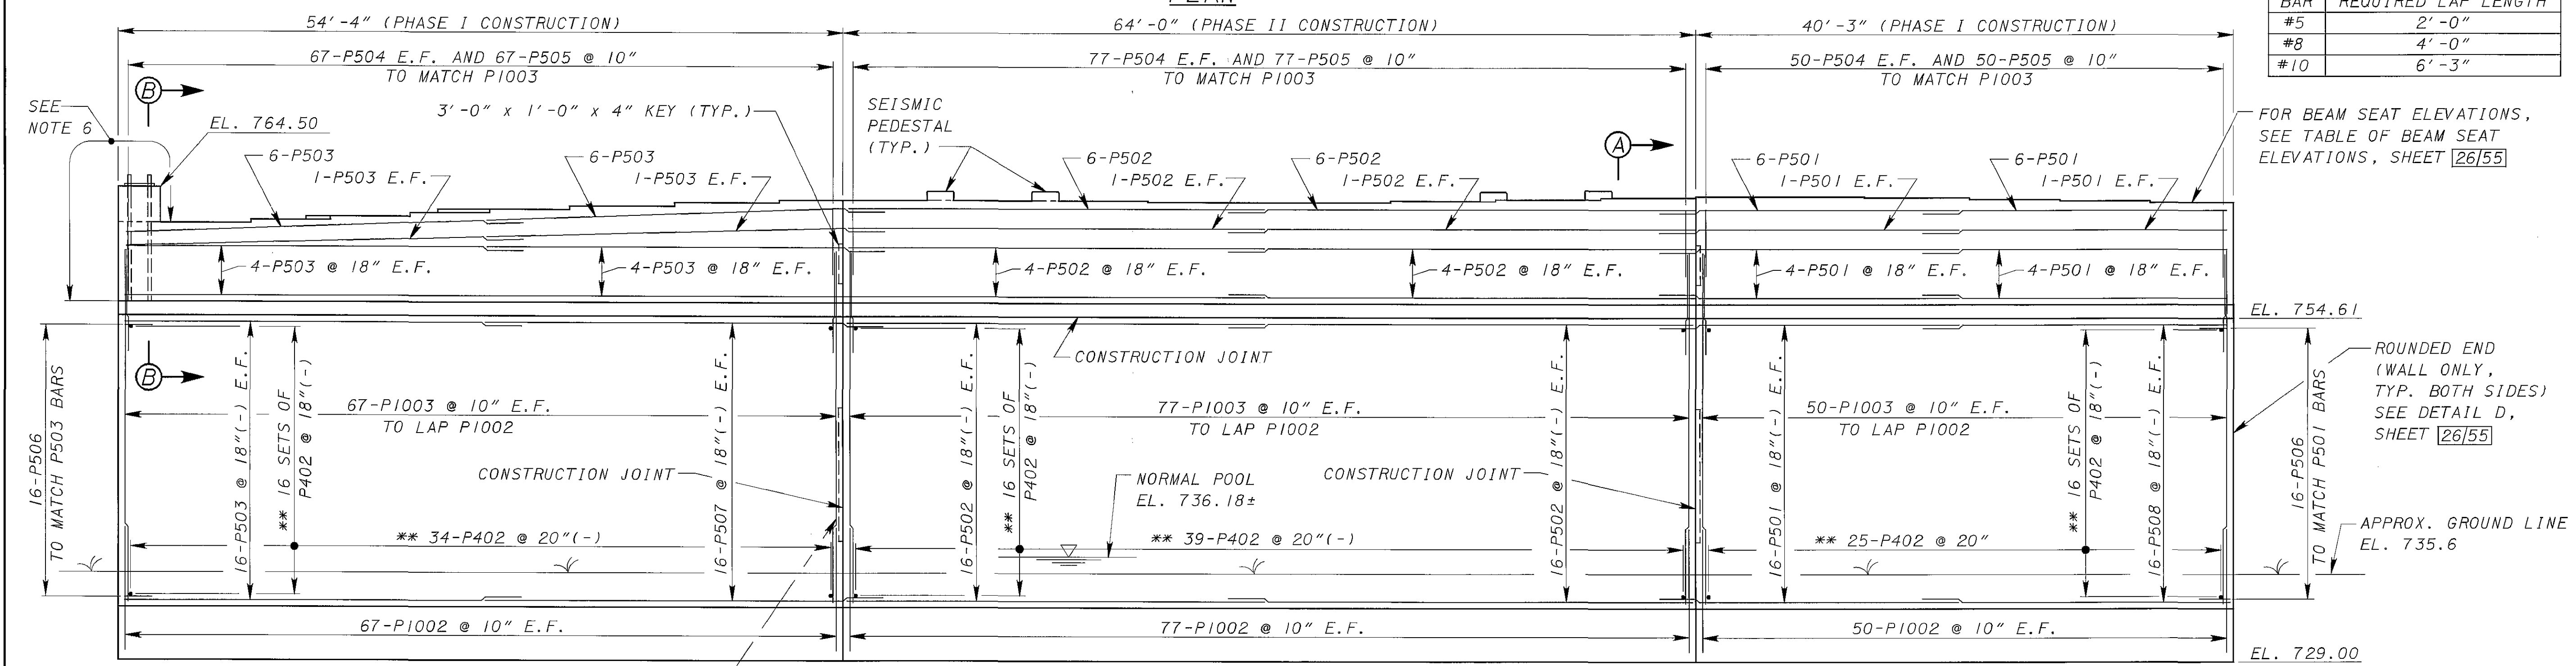 BAR REQUIRED LAP LENGTH
#5 2'-0"
#8 4'-0"
#10 6'-3"
54'-4" (PHASE I CONSTRUCTION)
64'-0" (PHASE II CONSTRUCTION)
40'-3" (PHASE I CONSTRUCTION)
67-P504 E.F. AND 67-P505 @ 10"
TO MATCH P1003
77-P504 E.F. AND 77-P505 @ 10"
TO MATCH P1003
50-P504 E.F. AND 50-P505 @ 10"
TO MATCH P1003
B
SEE
NOTE 6
EL. 764.50
3'-0" x 1'-0" x 4" KEY (TYP.)
SEISMIC
PEDESTAL
(TYP.)
A
FOR BEAM SEAT ELEVATIONS,
SEE TABLE OF BEAM SEAT
ELEVATIONS, SHEET 26/55
6-P503
1-P503 E.F.
6-P503
1-P503 E.F.
6-P502
1-P502 E.F.
6-P502
1-P502 E.F.
6-P501
1-P501 E.F.
6-P501
1-P501 E.F.
4-P503 @ 18" E.F.
4-P503 @ 18" E.F.
4-P502 @ 18" E.F.
4-P502 @ 18" E.F.
4-P501 @ 18" E.F.
4-P501 @ 18" E.F.
EL. 754.61
CONSTRUCTION JOINT
B
ROUNDED END
(WALL ONLY,
TYP. BOTH SIDES)
SEE DETAIL D,
SHEET 26/55
16-P506
TO MATCH P503 BARS
16-P503 @ 18"(-) E.F.
** 16 SETS OF
P402 @ 18"(-)
67-P1003 @ 10" E.F.
TO LAP P1002
16-P507 @ 18"(-) E.F.
CONSTRUCTION JOINT
16-P502 @ 18"(-) E.F.
** 16 SETS OF
P402 @ 18"(-)
77-P1003 @ 10" E.F.
TO LAP P1002
NORMAL POOL
EL. 736.18±
CONSTRUCTION JOINT
16-P502 @ 18"(-) E.F.
16-P501 @ 18"(-) E.F.
50-P1003 @ 10" E.F.
TO LAP P1002
** 16 SETS OF
P402 @ 18"(-)
16-P508 @ 18"(-) E.F.
16-P506
TO MATCH P501 BARS
** 34-P402 @ 20"(-)
** 39-P402 @ 20"(-)
** 25-P402 @ 20"
APPROX. GROUND LINE
EL. 735.6
67-P1002 @ 10" E.F.
77-P1002 @ 10" E.F.
50-P1002 @ 10" E.F.
EL. 729.00